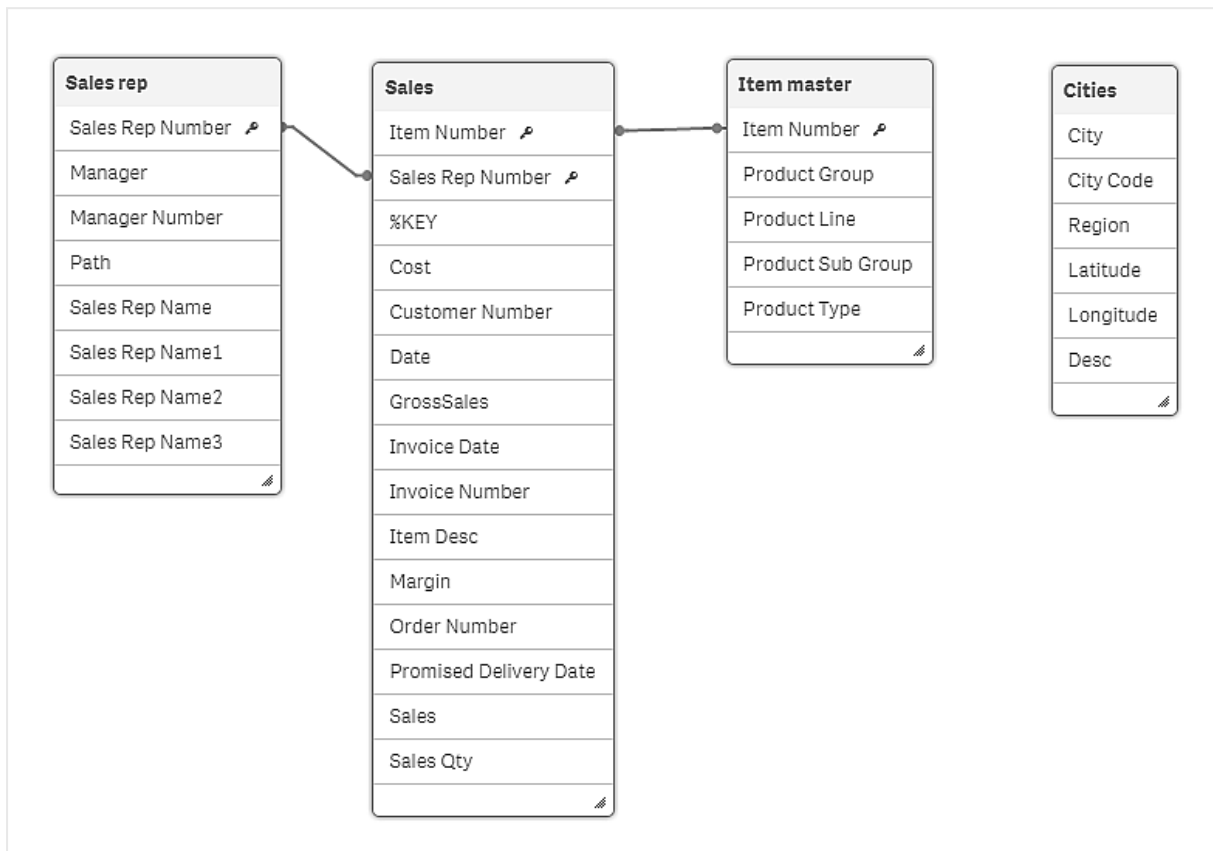 Sales rep
Sales Rep Number
Manager
Manager Number
Path
Sales Rep Name
Sales Rep Name1
Sales Rep Name2
Sales Rep Name3
Sales
Item Number
Sales Rep Number
%KEY
Cost
Customer Number
Date
GrossSales
Invoice Date
Invoice Number
Item Desc
Margin
Order Number
Promised Delivery Date
Sales
Sales Qty
Item master
Item Number
Product Group
Product Line
Product Sub Group
Product Type
Cities
City
City Code
Region
Latitude
Longitude
Desc